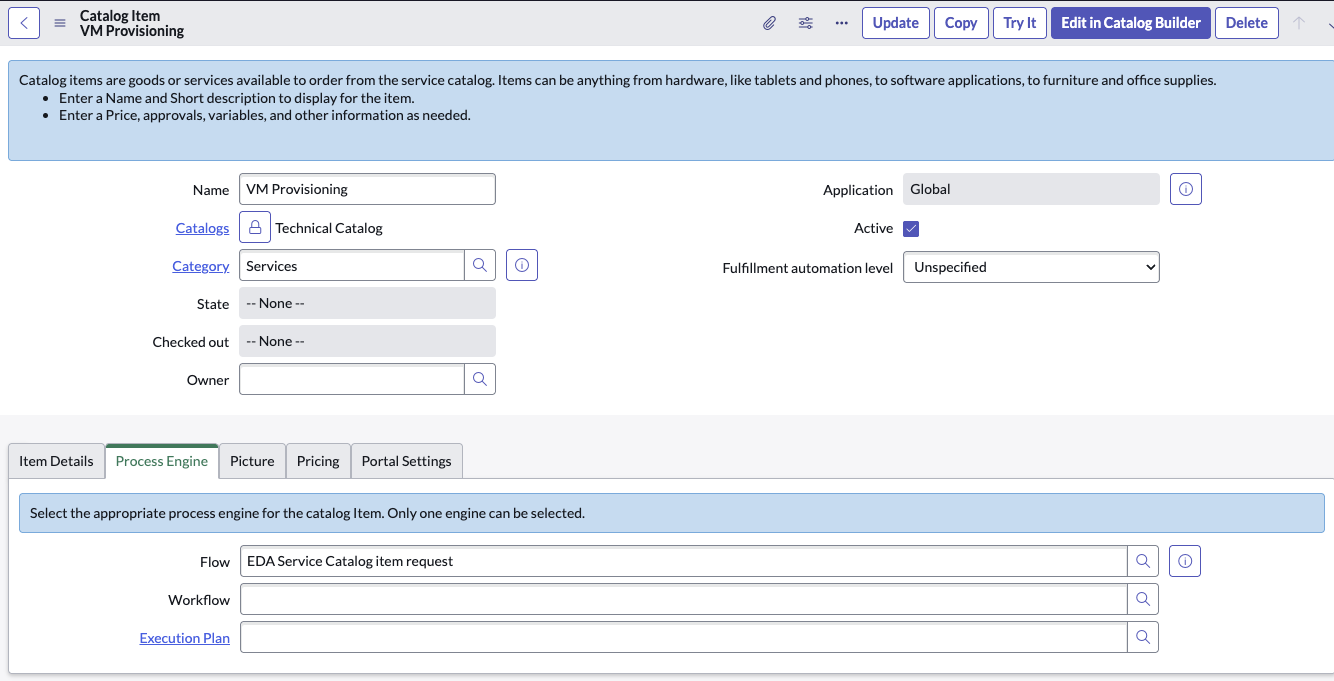 Catalog Item
VM Provisioning
Update
Copy
Try It
Edit in Catalog Builder
Delete
Catalog items are goods or services available to order from the service catalog. Items can be anything from hardware, like tablets and phones, to software applications, to furniture and office supplies.
• Enter a Name and Short description to display for the item.
• Enter a Price, approvals, variables, and other information as needed.
Name VM Provisioning
Catalogs Technical Catalog
Category Services
State -- None --
Checked out -- None --
Owner
Application Global
Active
Fulfillment automation level Unspecified
Item Details
Process Engine
Picture
Pricing
Portal Settings
Select the appropriate process engine for the catalog Item. Only one engine can be selected.
Flow EDA Service Catalog item request
Workflow
Execution Plan